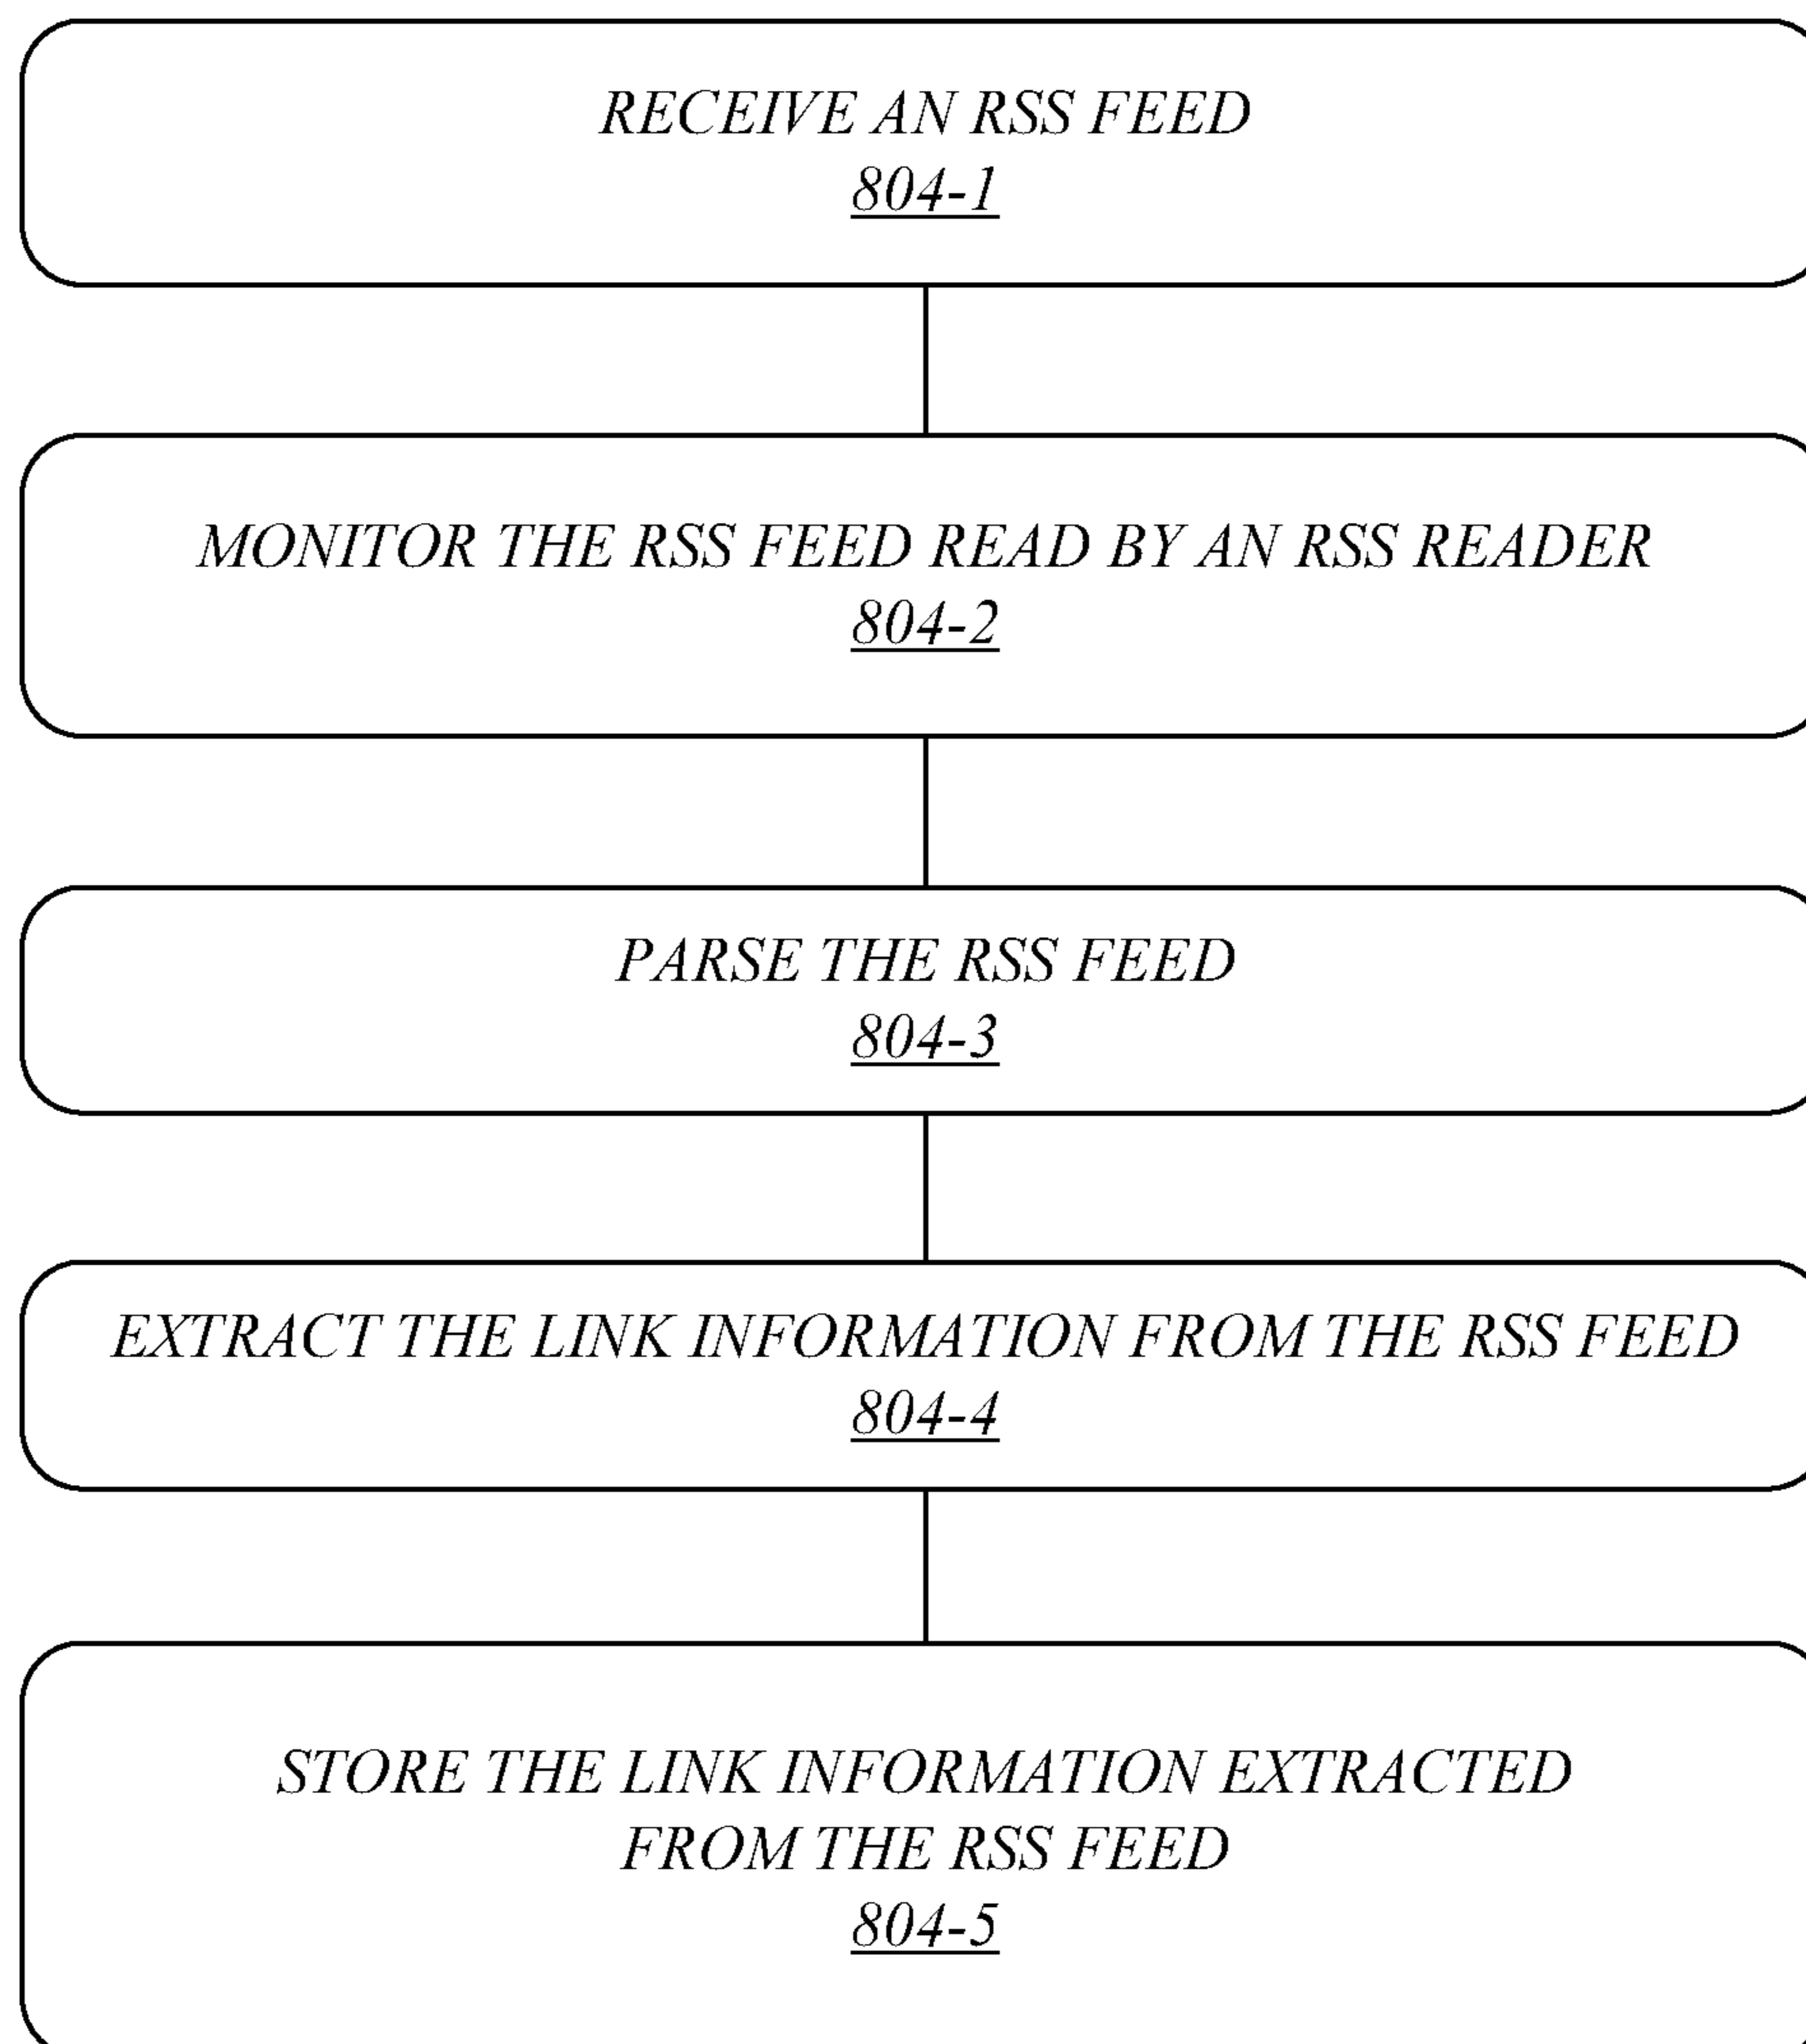 RECEIVE AN RSS FEED
804-1
MONITOR THE RSS FEED READ BY AN RSS READER
804-2
PARSE THE RSS FEED
804-3
EXTRACT THE LINK INFORMATION FROM THE RSS FEED
804-4
STORE THE LINK INFORMATION EXTRACTED
FROM THE RSS FEED
804-5